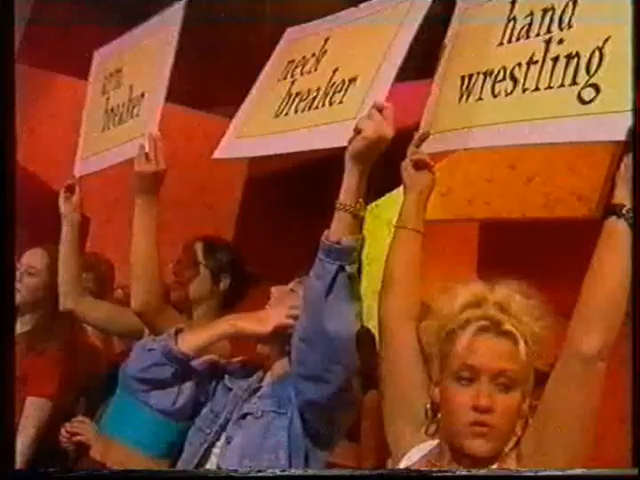 arm
breaker
neck
breaker
hand
wrestling